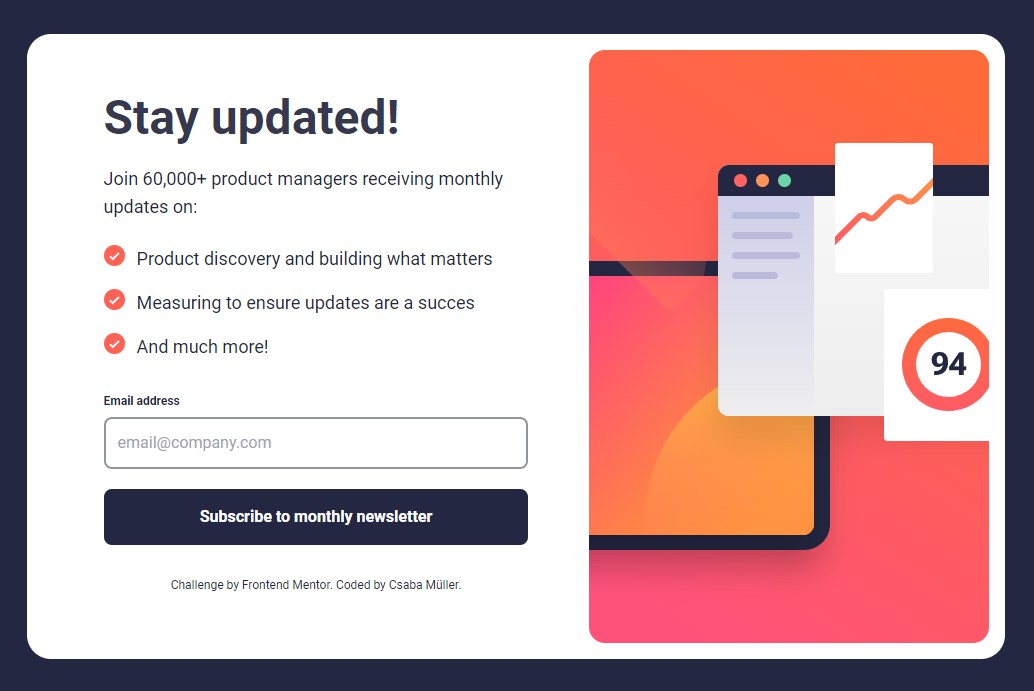 Stay updated!
Join 60,000+ product managers receiving monthly
updates on:
Product discovery and building what matters
Measuring to ensure updates are a succes
And much more!
Email address
email@company.com
Subscribe to monthly newsletter
Challenge by Frontend Mentor. Coded by Csaba Müller.
94